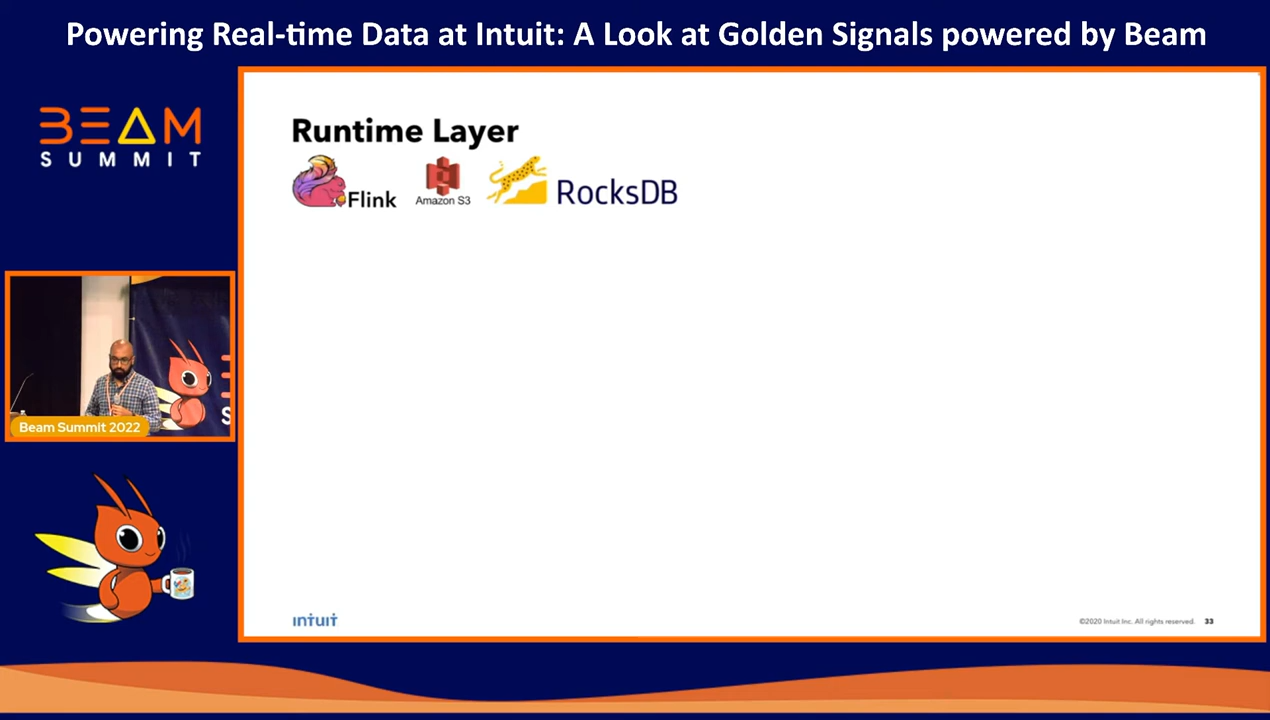 Powering Real-time Data at Intuit: A Look at Golden Signals powered by Beam
BEAM
SUMMIT
Runtime Layer
Flink
Amazon S3
RocksDB
Beam Summit 2022
S
intuit
©2020 Intuit Inc. All rights reserved. 33